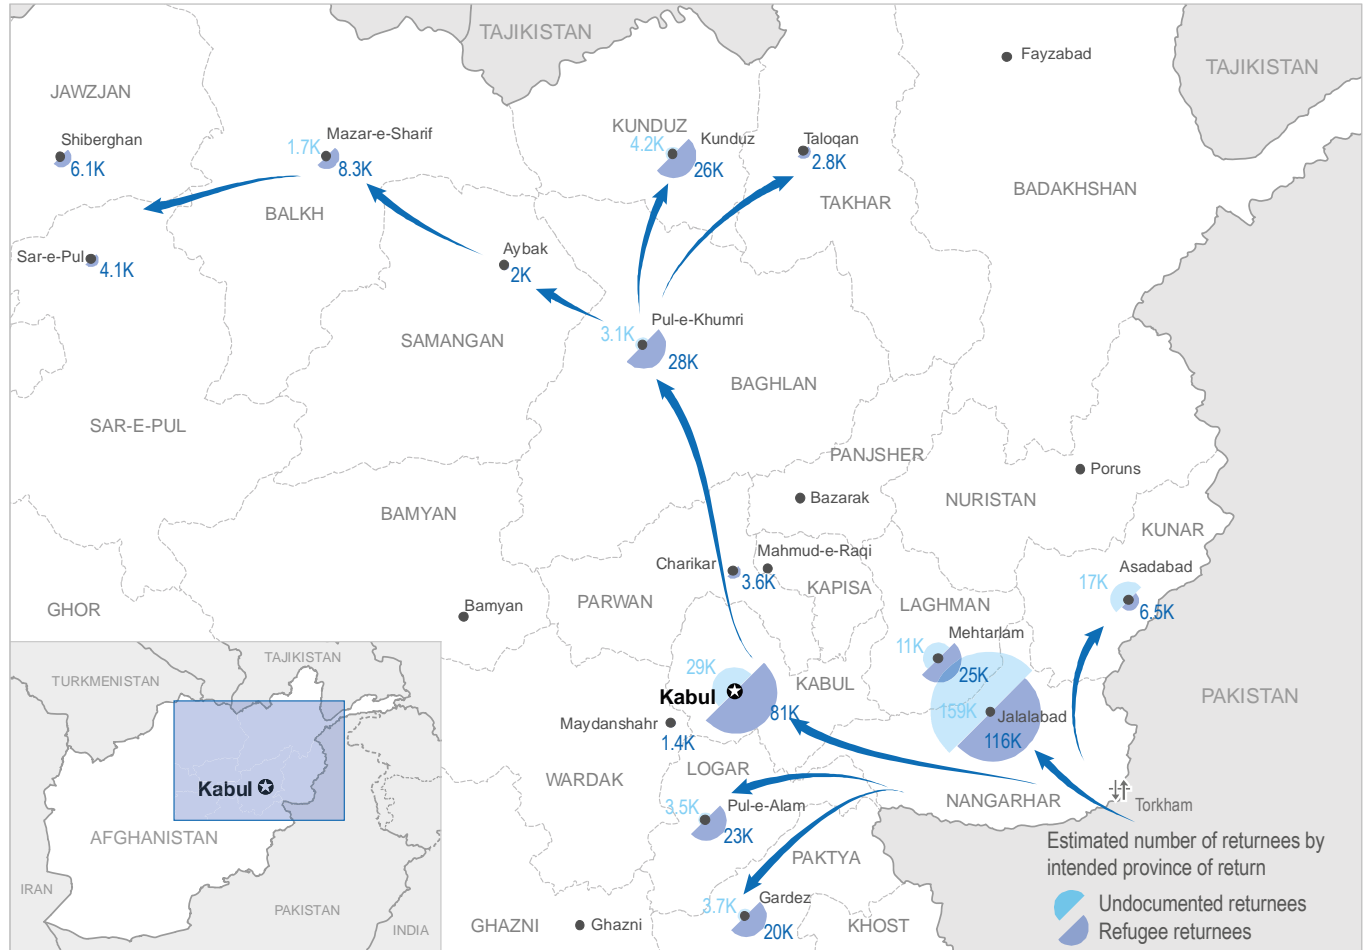 TAJIKISTAN
Fayzabad
TAJIKISTAN
JAWZJAN
Shiberghan
6.1K
1.7K
Mazar-e-Sharif
8.3K
KUNDUZ
4.2K
Kunduz
26K
Taloqan
2.8K
TAKHAR
BADAKHSHAN
BALKH
Sar-e-Pul
4.1K
Aybak
2K
3.1K
Pul-e-Khumri
28K
SAMANGAN
BAGHLAN
SAR-E-PUL
PANJSHER
Poruns
Bazarak
NURISTAN
BAMYAN
KUNAR
Charikar
3.6K
Mahmud-e-Raqi
KAPISA
17K
Asadabad
6.5K
GHOR
Bamyan
PARWAN
LAGHMAN
11K
Mehtarlam
25K
29K
Kabul
81K
KABUL
159K
Jalalabad
116K
PAKISTAN
Maydanshahr
1.4K
WARDAK
LOGAR
3.5K
Pul-e-Alam
23K
NANGARHAR
Torkham
PAKTYA
3.7K
Gardez
20K
GHAZNI
Ghazni
KHOST
TAJIKISTAN
TURKMENISTAN
Kabul
AFGHANISTAN
IRAN
PAKISTAN
INDIA
Estimated number of returnees by
intended province of return
Undocumented returnees
Refugee returnees